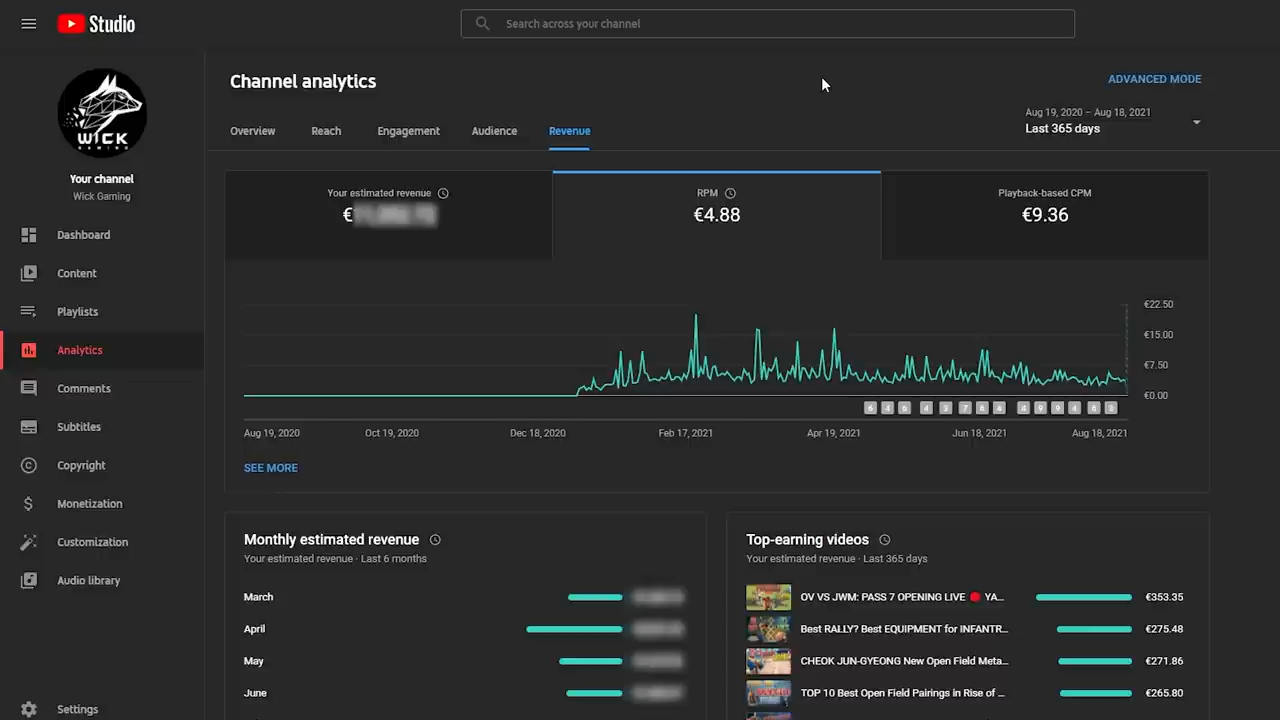 Studio
Search across your channel
WICK
GAMING
Your channel
Wick Gaming
Dashboard
Content
Playlists
Analytics
Comments
Subtitles
Copyright
Monetization
Customization
Audio library
Settings
Channel analytics
ADVANCED MODE
Overview
Reach
Engagement
Audience
Revenue
Aug 19, 2020 – Aug 18, 2021
Last 365 days
Your estimated revenue
€
RPM
€4.88
Playback-based CPM
€9.36
€22.50
€15.00
€7.50
€0.00
Aug 19, 2020
Oct 19, 2020
Dec 18, 2020
Feb 17, 2021
Apr 19, 2021
Jun 18, 2021
Aug 18, 2021
SEE MORE
Monthly estimated revenue
Your estimated revenue · Last 6 months
March
April
May
June
Top-earning videos
Your estimated revenue · Last 365 days
OV VS JWM: PASS 7 OPENING LIVE 🔴 YA... €353.35
Best RALLY? Best EQUIPMENT for INFANTR... €275.48
CHEOK JUN-GYEONG New Open Field Meta... €271.86
TOP 10 Best Open Field Pairings in Rise of ... €265.80